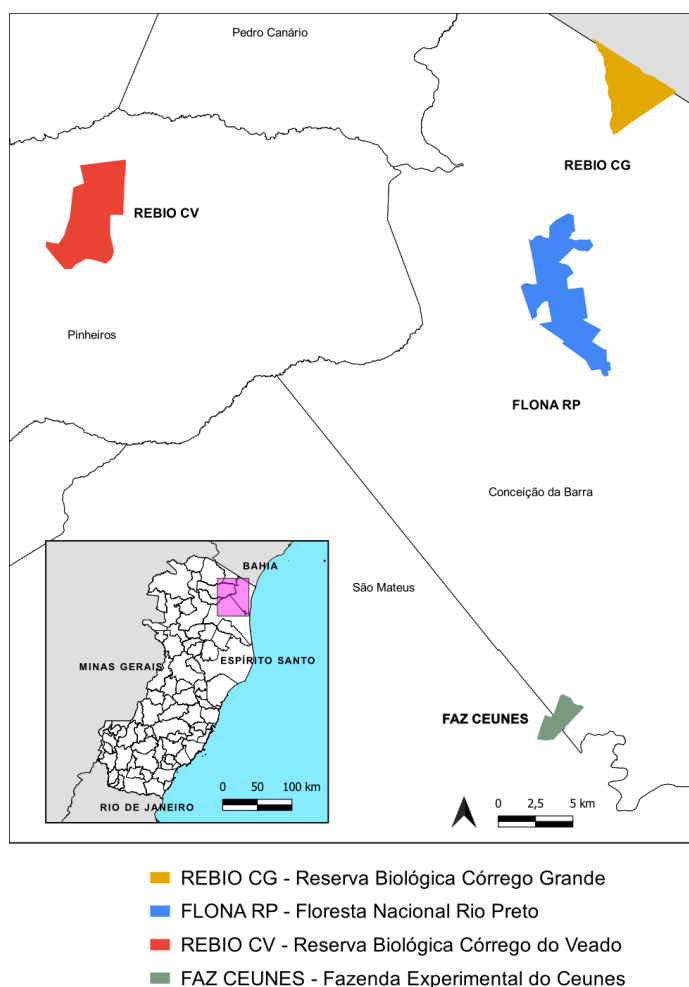 Pedro Canário
REBIO CG
REBIO CV
Pinheiros
FLONA RP
Conceição da Barra
São Mateus
BAHIA
MINAS GERAIS
ESPÍRITO SANTO
RIO DE JANEIRO
0 50 100 km
FAZ CEUNES
0 2,5 5 km
REBIO CG - Reserva Biológica Córrego Grande
FLONA RP - Floresta Nacional Rio Preto
REBIO CV - Reserva Biológica Córrego do Veado
FAZ CEUNES - Fazenda Experimental do Ceunes